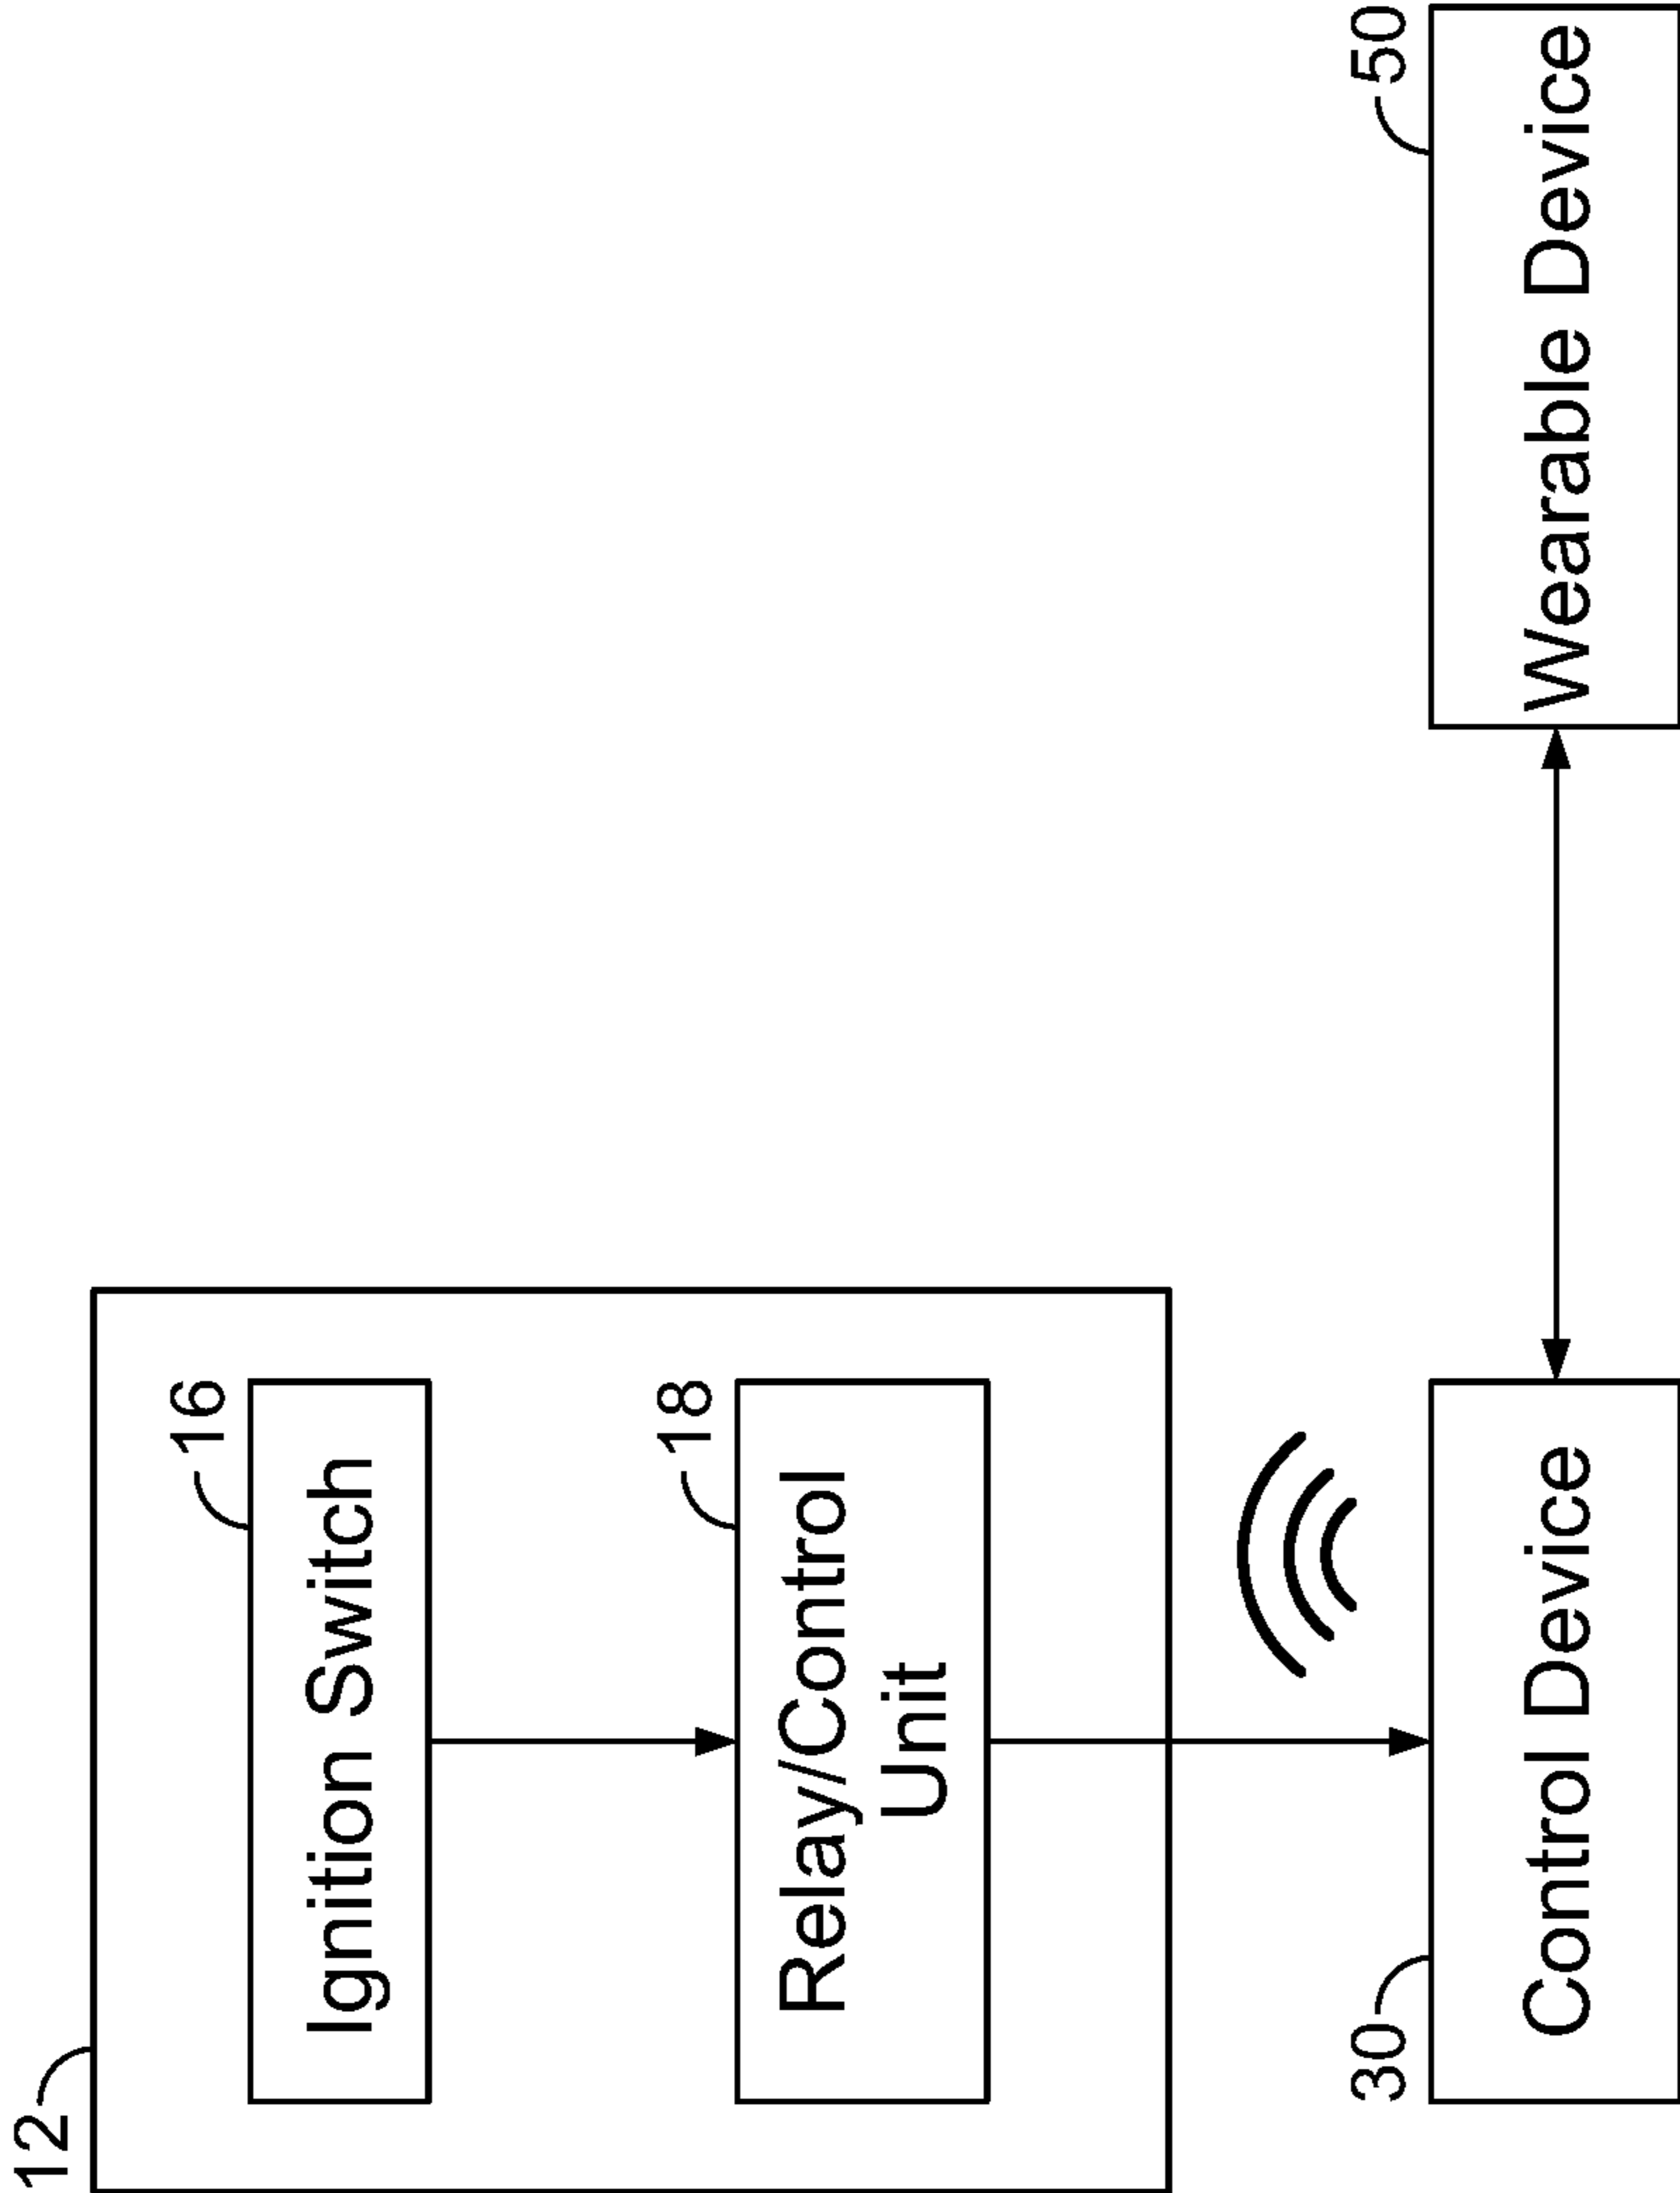 12
16
Ignition Switch
18
Relay/Control
Unit
30
Control Device
50
Wearable Device